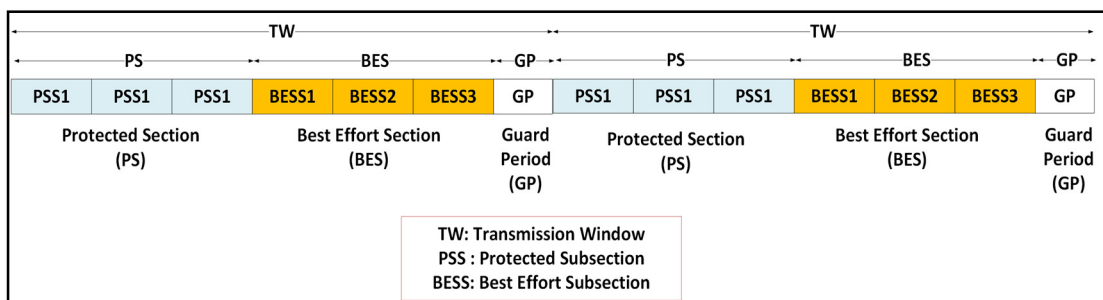 TW TW
PS BES GP PS BES GP
PSS1 PSS1 PSS1 BESS1 BESS2 BESS3 GP PSS1 PSS1 PSS1 BESS1 BESS2 BESS3 GP
Protected Section
(PS)
Best Effort Section
(BES)
Guard
Period
(GP)
Protected Section
(PS)
Best Effort Section
(BES)
Guard
Period
(GP)
TW: Transmission Window
PSS : Protected Subsection
BESS: Best Effort Subsection